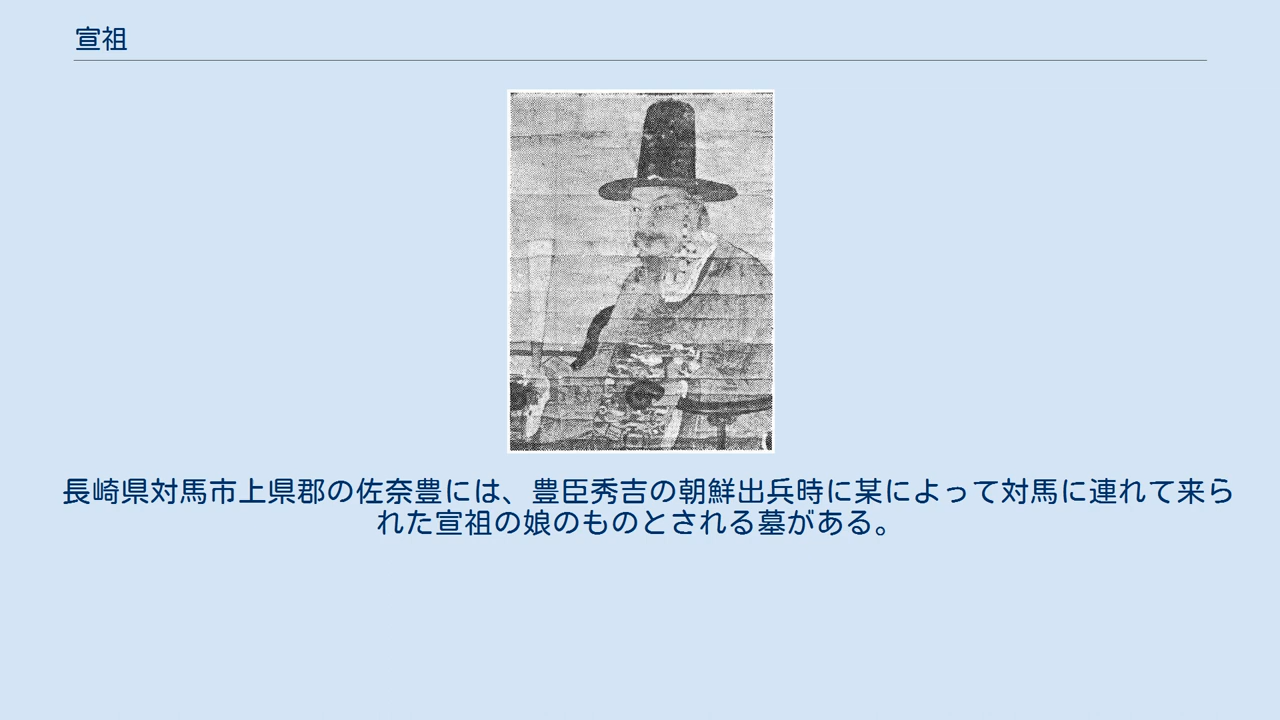 宣祖
長崎県対馬市上県郡の佐奈豊には、豊臣秀吉の朝鮮出兵時に某によって対馬に連れて来ら
れた宣祖の娘のものとされる墓がある。